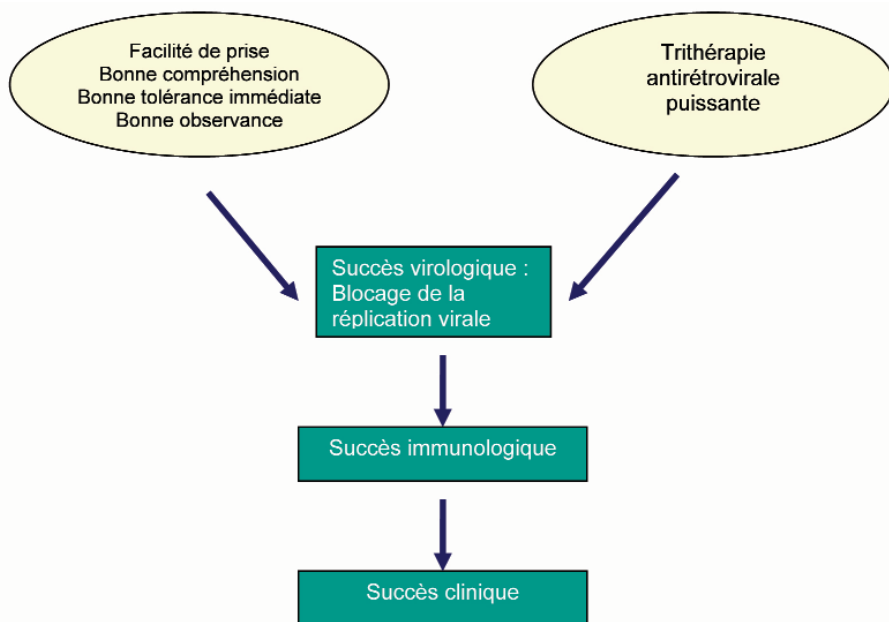 Facilité de prise
Bonne compréhension
Bonne tolérance immédiate
Bonne observance
Trithérapie
antirétrovirale
puissante
Succès virologique :
Blocage de la
réplication virale
Succès immunologique
Succès clinique